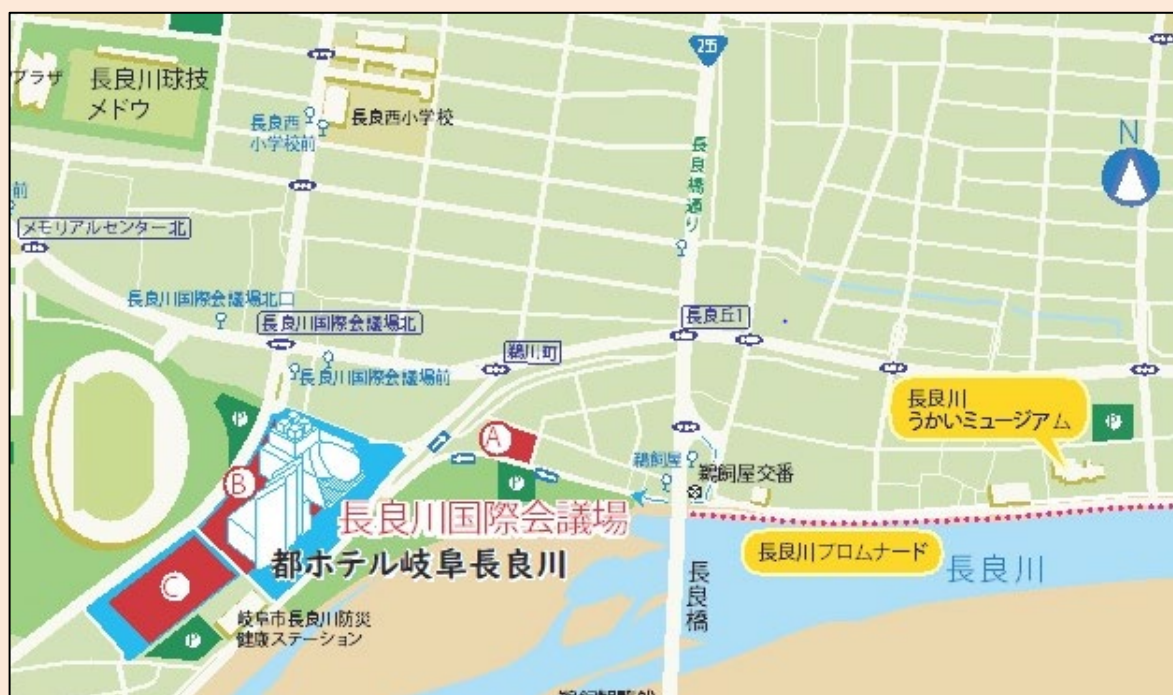 256
プラザ
長良川球技
メドウ
長良西小学校
長良西
小学校前
長良橋通り
N
前
メモリアルセンター北
長良川国際会議場北口
長良川国際会議場北
長良丘1
鵜川町
長良川国際会議場前
長良川
うかいミュージアム
P
A
P
鵜飼屋
鵜飼屋交番
P
B
長良川国際会議場
都ホテル岐阜長良川
長良川プロムナード
長良川
長良橋
C
P
岐阜市長良川防災
健康ステーション